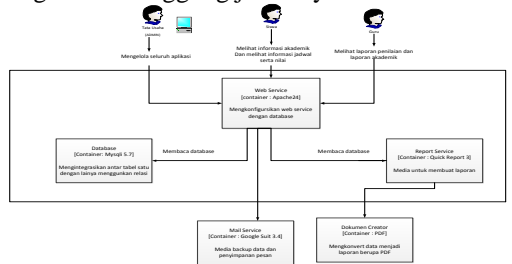 Tata Usaha
(Admin)
Siswa
Guru
Mengelola seluruh aplikasi
Melihat informasi akademik
Dan melihat informasi jadwal
serta nilai
Melihat laporan penilaian dan
laporan akademik
Web Service
[container : Apache24]
Mengkonfigursikan web service
dengan database
Database
[Container: Mysqli 5.7]
Mengintegrasikan antar tabel satu
dengan lainya menggunkan relasi
Membaca database
Membaca database
Report Service
[Container : Quick Report 3]
Media untuk membuat laporan
Mail Service
[Container : Google Suit 3.4]
Media backup data dan
penyimpanan pesan
Dokumen Creator
[Container : PDF]
Mengkonvert data menjadi
laporan berupa PDF